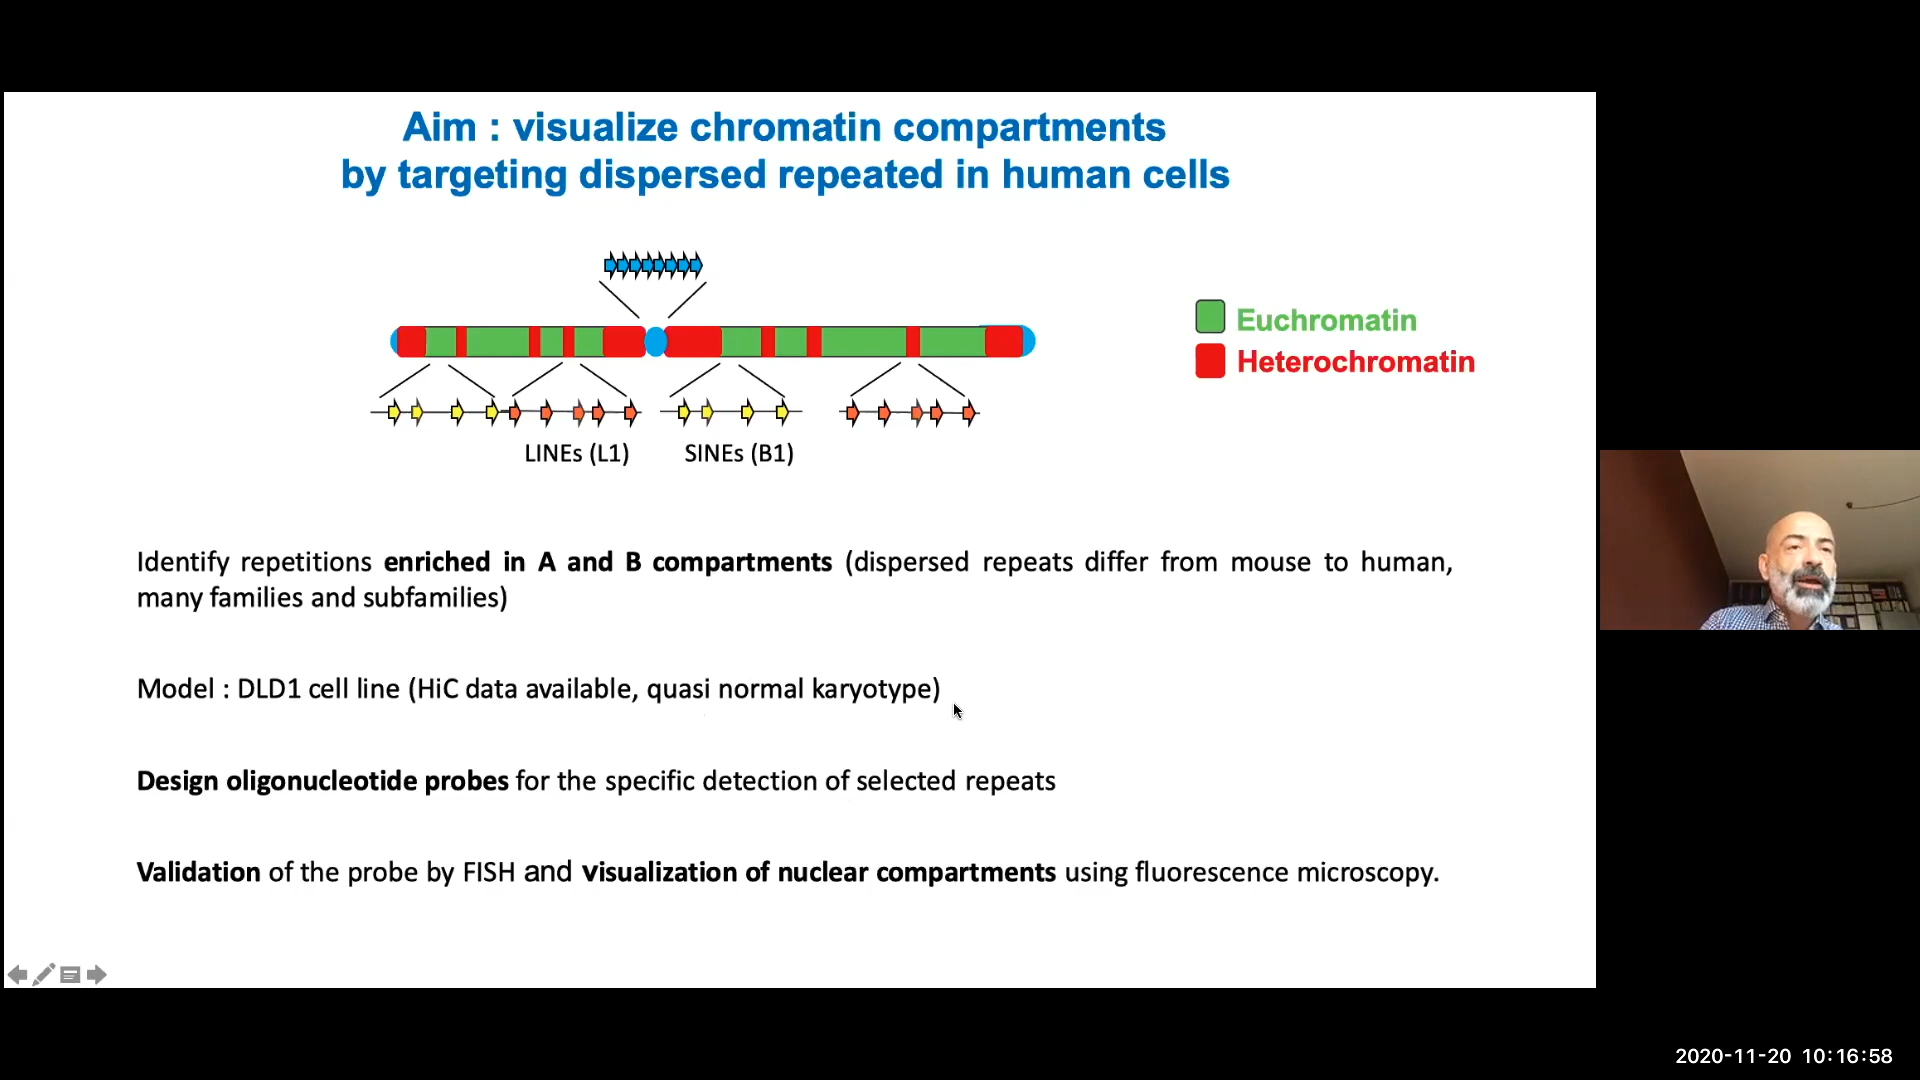 Aim : visualize chromatin compartments
by targeting dispersed repeated in human cells
Euchromatin
Heterochromatin
LINEs (L1)
SINEs (B1)
Identify repetitions enriched in A and B compartments (dispersed repeats differ from mouse to human,
many families and subfamilies)
Model : DLD1 cell line (HiC data available, quasi normal karyotype)
Design oligonucleotide probes for the specific detection of selected repeats
Validation of the probe by FISH and visualization of nuclear compartments using fluorescence microscopy.
2020-11-20 10:16:58